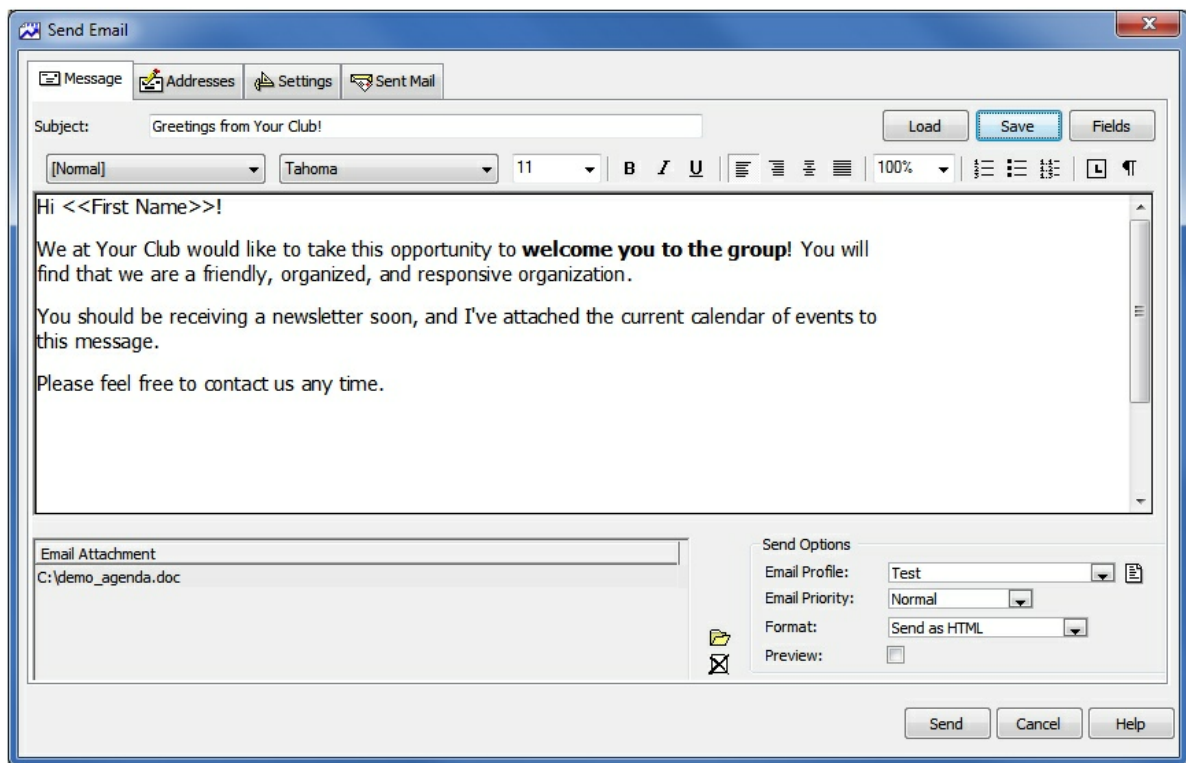 Send Email
Message Addresses Settings Sent Mail
Subject: Greetings from Your Club! Load Save Fields
[Normal] Tahoma 11 B I U 100% L ¶
Hi <<First Name>>!
We at Your Club would like to take this opportunity to welcome you to the group! You will
find that we are a friendly, organized, and responsive organization.
You should be receiving a newsletter soon, and I've attached the current calendar of events to
this message.
Please feel free to contact us any time.
Email Attachment
C:\demo_agenda.doc
Send Options
Email Profile: Test
Email Priority: Normal
Format: Send as HTML
Preview:
Send Cancel Help